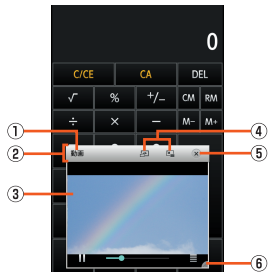 0
C/CE CA DEL
√ % +/− CM RM
÷ × − M− M+
① ④
② 動画 ⑤
③
⑥